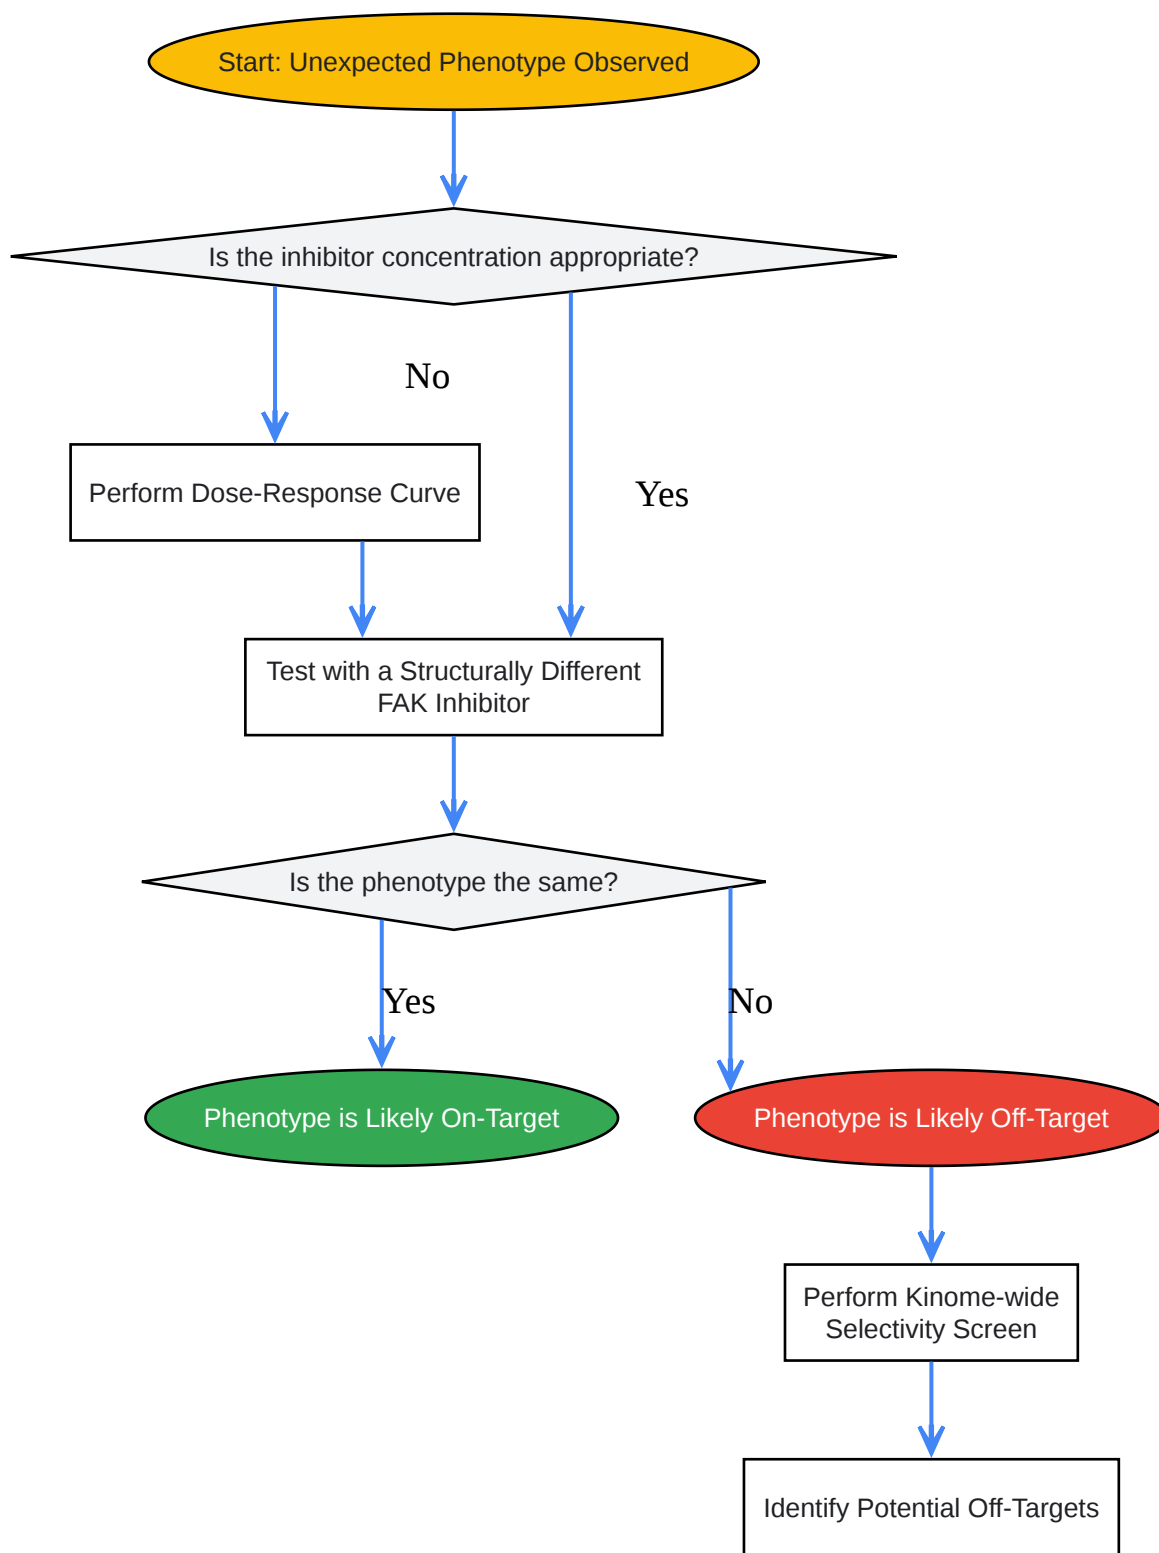 Start: Unexpected Phenotype Observed
Is the inhibitor concentration appropriate?
No
Perform Dose-Response Curve
Yes
Test with a Structurally Different
FAK Inhibitor
Is the phenotype the same?
Yes
No
Phenotype is Likely On-Target
Phenotype is Likely Off-Target
Perform Kinome-wide
Selectivity Screen
Identify Potential Off-Targets